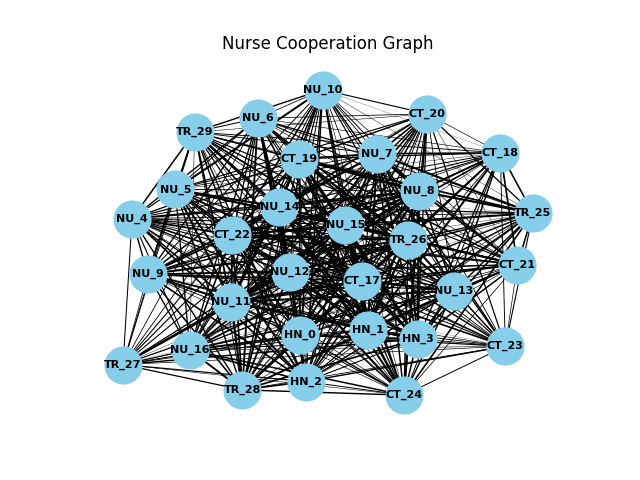 Nurse Cooperation Graph
NU_10
NU_6
CT_20
TR_29
CT_19
NU_7
CT_18
NU_5
NU_8
NU_14
NU_4
TR_25
NU_15
CT_22
TR_26
CT_21
NU_9
NU_12
CT_17
NU_13
NU_11
HN_0
HN_1
HN_3
CT_23
NU_16
TR_27
HN_2
TR_28
CT_24